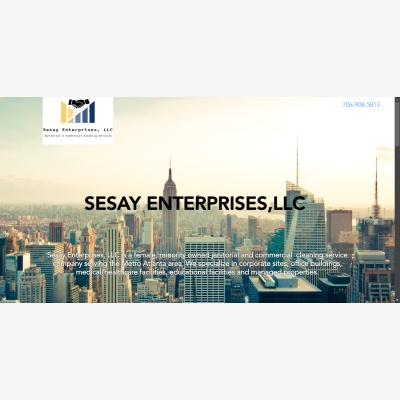 706-908-5813
Sesay Enterprises, LLC
Janitorial & Commercial Cleaning Services
SESAY ENTERPRISES,LLC
Sesay Enterprises, LLC is a female, minority owned janitorial and commercial cleaning service
company serving the Metro Atlanta area. We specialize in corporate sites, office buildings,
medical/healthcare facilities, educational facilities and managed properties.